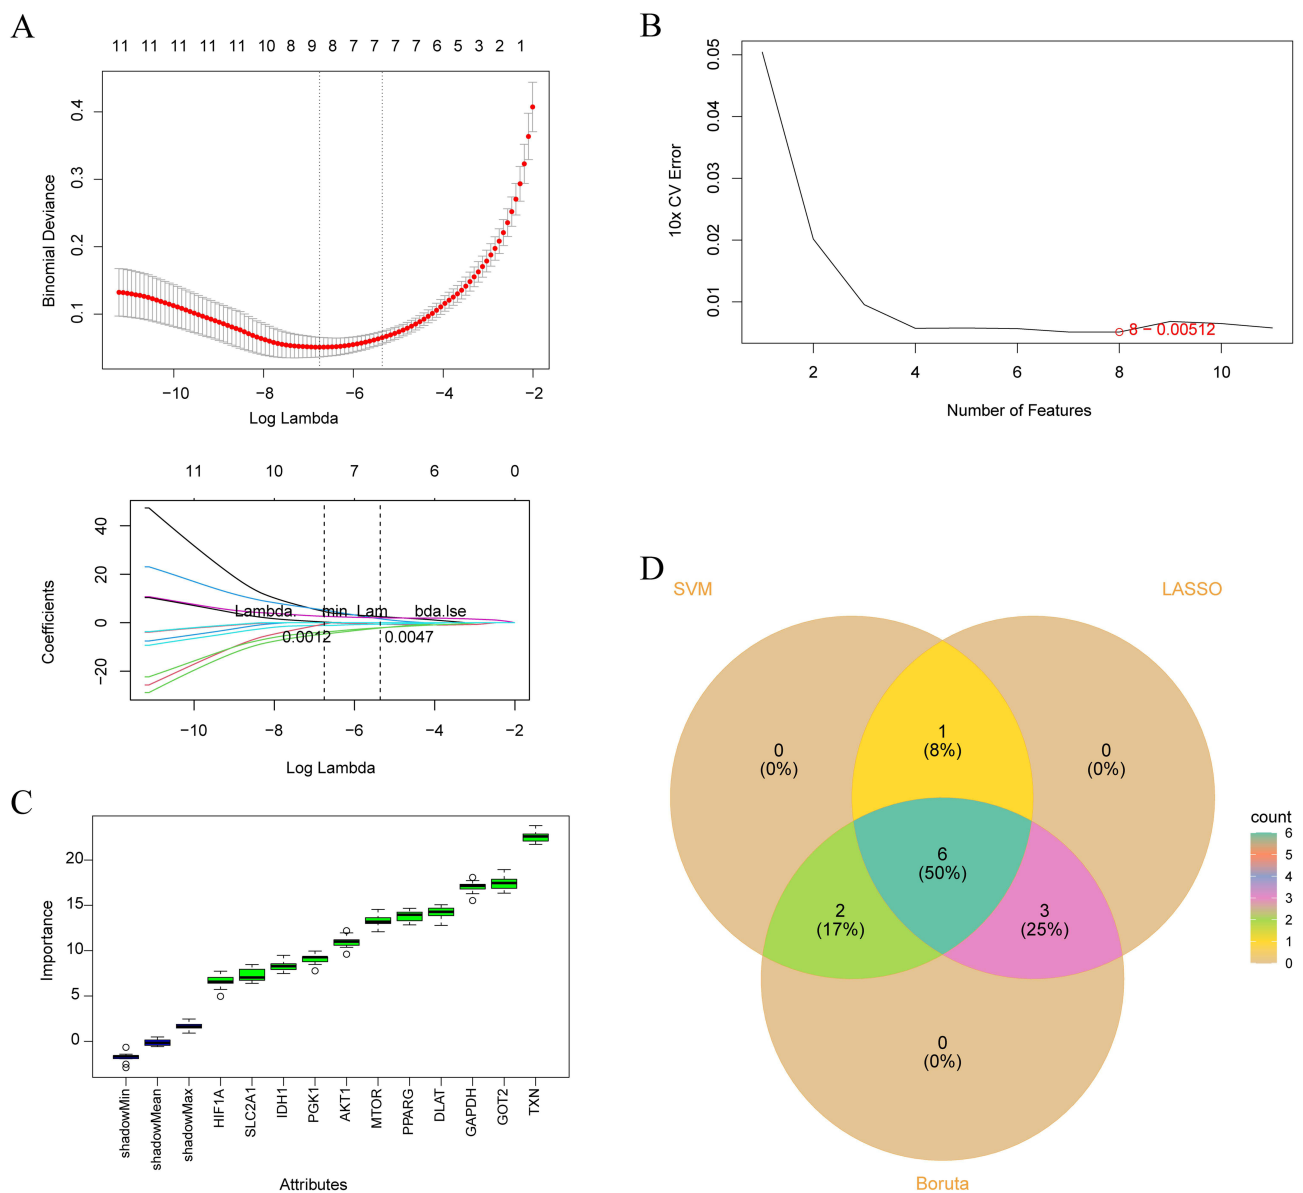 A
11 11 11 11 11 10 8 9 8 7 7 7 7 6 5 3 2 1
Binomial Deviance
0.4
0.3
0.2
0.1
−10 −8 −6 −4 −2
Log Lambda
11 10 7 6 0
Coefficients
40
20
0
−20
Lambda. min Lam bda.lse
0.0012 0.0047
−10 −8 −6 −4 −2
Log Lambda
B
10x CV Error
0.05
0.04
0.03
0.02
0.01
8 − 0.00512
2 4 6 8 10
Number of Features
C
Importance
20
15
10
5
0
shadowMin
shadowMean
shadowMax
HIF1A
SLC2A1
IDH1
PGK1
AKT1
MTOR
PPARG
DLAT
GAPDH
GOT2
TXN
Attributes
D
SVM
LASSO
1
(8%)
0
(0%)
0
(0%)
6
(50%)
2
(17%)
3
(25%)
0
(0%)
Boruta
count
6
5
4
3
2
1
0